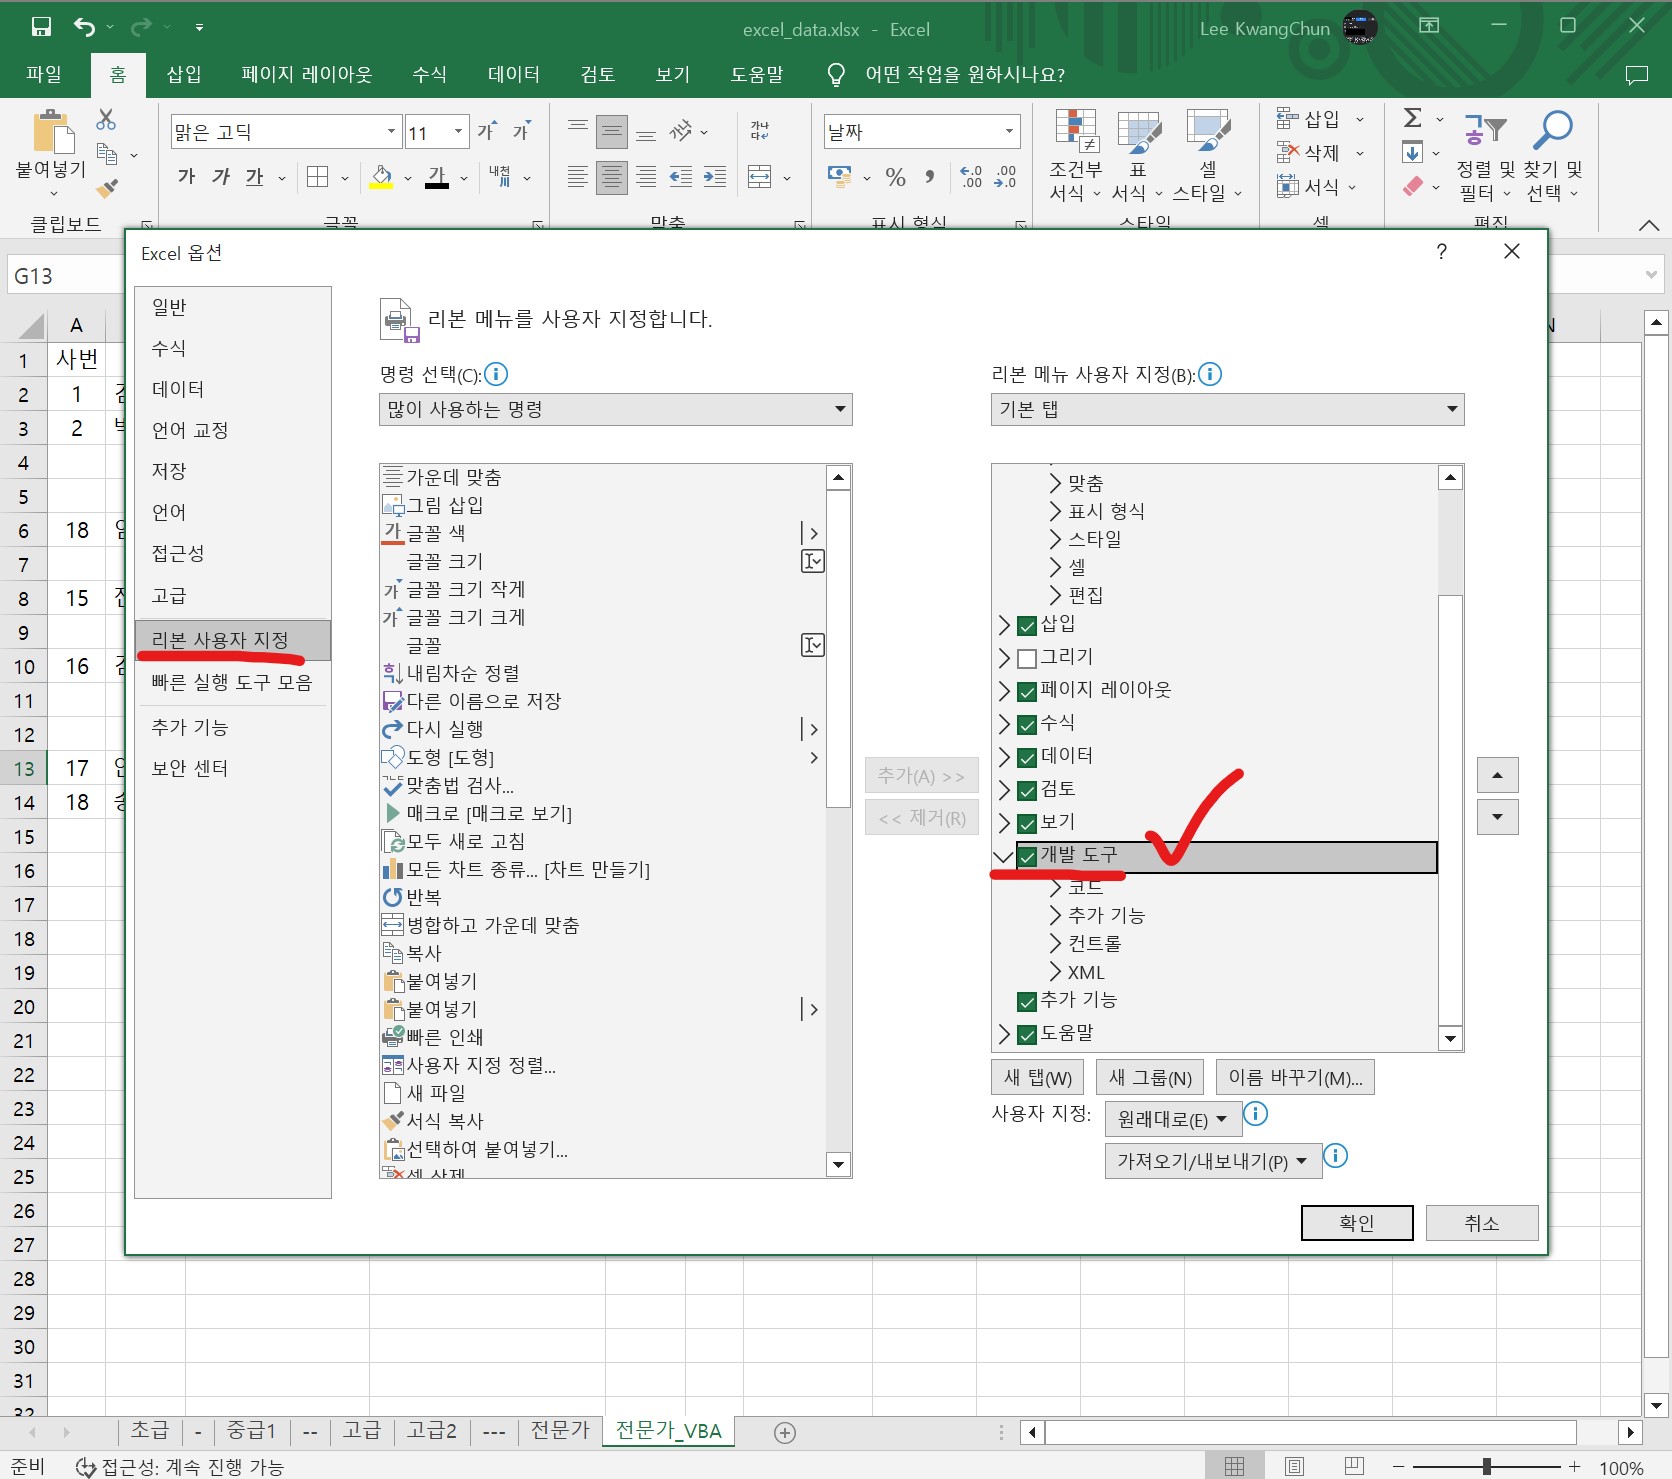 excel_data.xlsx - Excel
Lee KwangChun
파일 홈 삽입 페이지 레이아웃 수식 데이터 검토 보기 도움말 어떤 작업을 원하시나요?
붙여넣기
클립보드
맑은 고딕 11
가 가
가 가 가 가 내천
글꼴
가나
다
맞춤
날짜
% , .00 .0
표시 형식
조건부 서식
표 서식
셀 스타일
스타일
삽입
삭제
서식
셀
정렬 및 필터
찾기 및 선택
편집
G13
A
N
1 사번
2 1
3 2
4
5
6 18
7
8 15
9
10 16
11
12
13 17
14 18
15
16
17
18
19
20
21
22
23
24
25
26
27
28
29
30
31
32
Excel 옵션
?
일반
수식
데이터
언어 교정
저장
언어
접근성
고급
리본 사용자 지정
빠른 실행 도구 모음
추가 기능
보안 센터
리본 메뉴를 사용자 지정합니다.
명령 선택(C):
많이 사용하는 명령
가운데 맞춤
그림 삽입
글꼴 색
글꼴 크기
글꼴 크기 작게
글꼴 크기 크게
글꼴
내림차순 정렬
다른 이름으로 저장
다시 실행
도형 [도형]
맞춤법 검사...
매크로 [매크로 보기]
모두 새로 고침
모든 차트 종류... [차트 만들기]
반복
병합하고 가운데 맞춤
복사
붙여넣기
붙여넣기
빠른 인쇄
사용자 지정 정렬...
새 파일
서식 복사
선택하여 붙여넣기...
셀 삭제
추가(A) >>
<< 제거(R)
리본 메뉴 사용자 지정(B):
기본 탭
맞춤
표시 형식
스타일
셀
편집
삽입
그리기
페이지 레이아웃
수식
데이터
검토
보기
개발 도구
코드
추가 기능
컨트롤
XML
추가 기능
도움말
새 탭(W) 새 그룹(N) 이름 바꾸기(M)...
사용자 지정: 원래대로(E)
가져오기/내보내기(P)
확인 취소
초급 - 중급1 -- 고급 고급2 --- 전문가 전문가_VBA
준비 접근성: 계속 진행 가능
100%